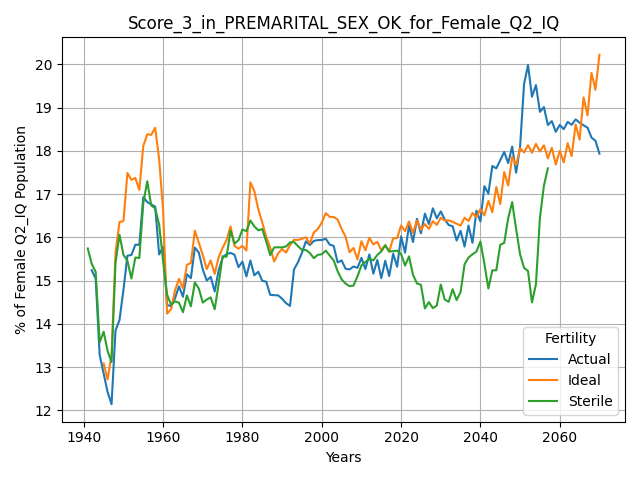 Score_3_in_PREMARITAL_SEX_OK_for_Female_Q2_IQ
% of Female Q2_IQ Population
20
19
18
17
16
15
14
13
12
Fertility
Actual
Ideal
Sterile
1940 1960 1980 2000 2020 2040 2060
Years